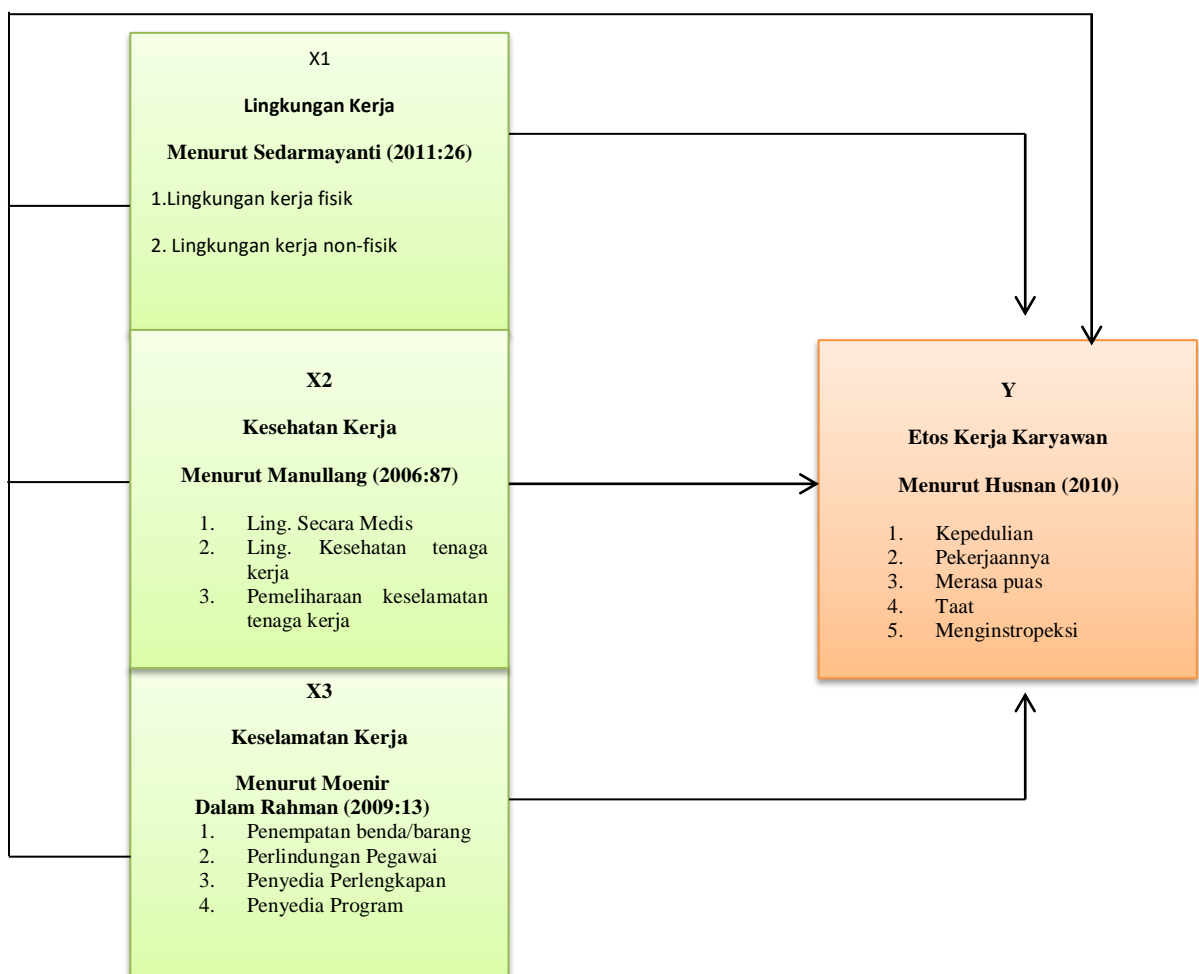 X1
Lingkungan Kerja
Menurut Sedarmayanti (2011:26)
1.Lingkungan kerja fisik
2. Lingkungan kerja non-fisik
X2
Kesehatan Kerja
Menurut Manullang (2006:87)
1. Ling. Secara Medis
2. Ling. Kesehatan tenaga
kerja
3. Pemeliharaan keselamatan
tenaga kerja
X3
Keselamatan Kerja
Menurut Moenir
Dalam Rahman (2009:13)
1. Penempatan benda/barang
2. Perlindungan Pegawai
3. Penyedia Perlengkapan
4. Penyedia Program
Y
Etos Kerja Karyawan
Menurut Husnan (2010)
1. Kepedulian
2. Pekerjaannya
3. Merasa puas
4. Taat
5. Menginstropeksi